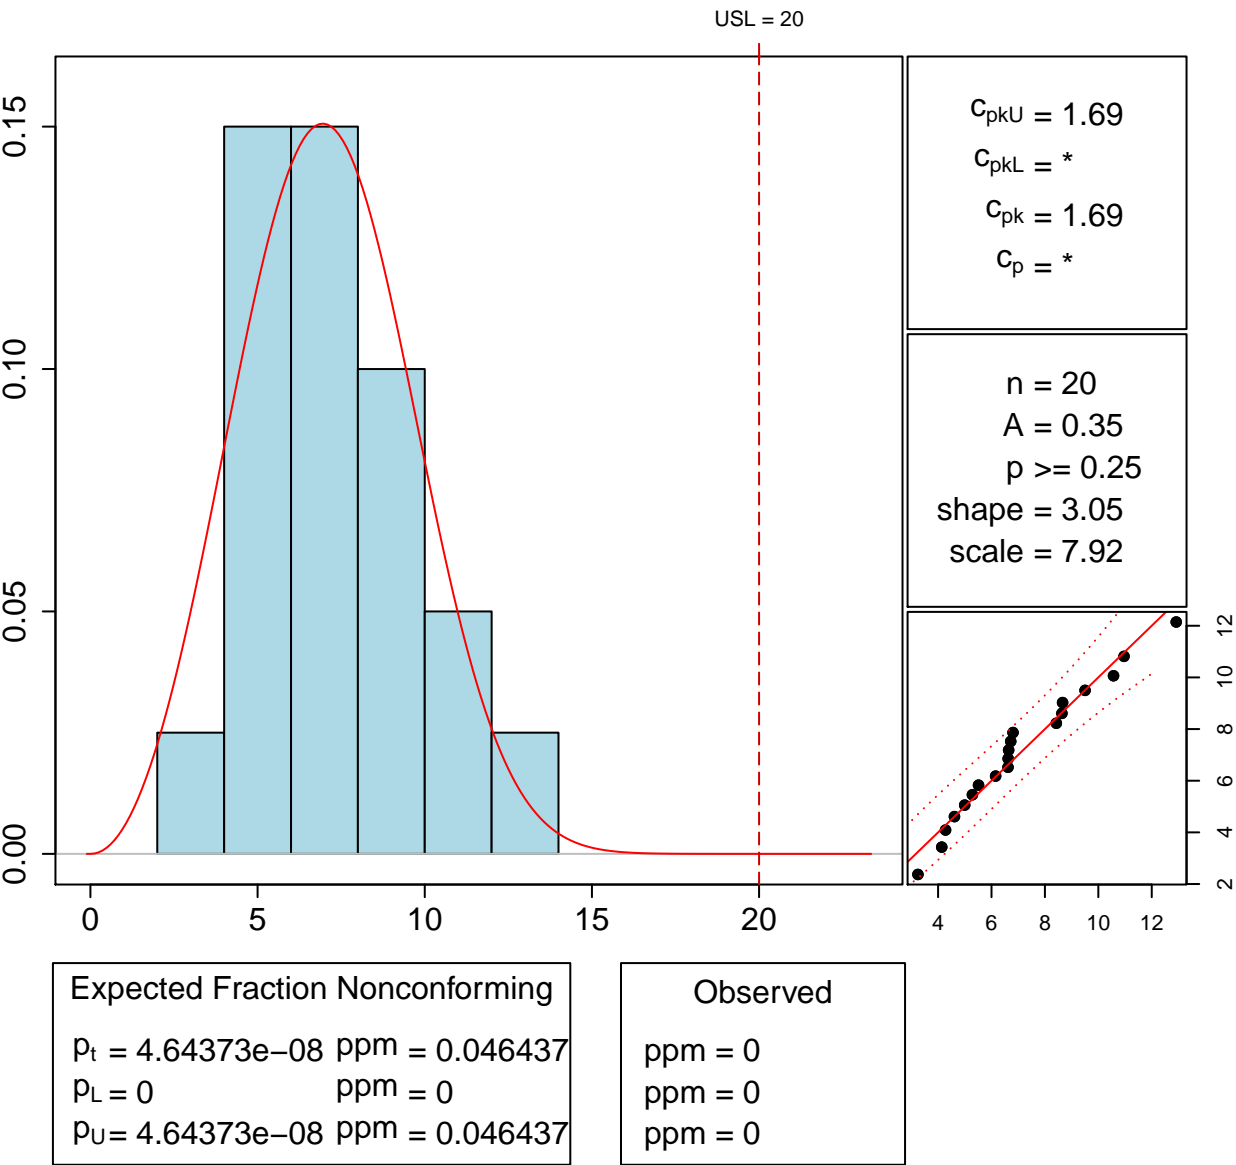 USL = 20
0.15
0.10
0.05
0.00
0 5 10 15 20
cpkU = 1.69
cpkL = *
cpk = 1.69
cp = *
n = 20
A = 0.35
p >= 0.25
shape = 3.05
scale = 7.92
12
10
8
6
4
2
4 6 8 10 12
Expected Fraction Nonconforming
pt = 4.64373e−08 ppm = 0.046437
pL = 0 ppm = 0
pU = 4.64373e−08 ppm = 0.046437
Observed
ppm = 0
ppm = 0
ppm = 0